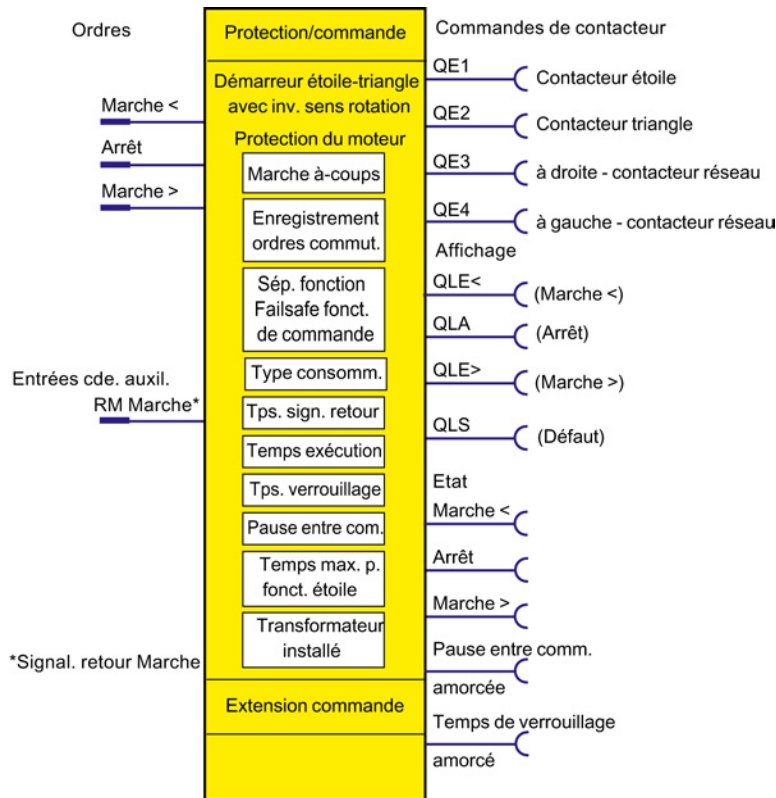 Ordres
Marche <
Arrêt
Marche >
Entrées cde. auxil.
RM Marche*
*Signal. retour Marche
Protection/commande
Démarreur étoile-triangle
avec inv. sens rotation
Protection du moteur
Marche à-coups
Enregistrement
ordres commut.
Sép. fonction
Failsafe fonct.
de commande
Type consomm.
Tps. sign. retour
Temps exécution
Tps. verrouillage
Pause entre com.
Temps max. p.
fonct. étoile
Transformateur
installé
Extension commande
Commandes de contacteur
QE1 Contacteur étoile
QE2 Contacteur triangle
QE3 à droite - contacteur réseau
QE4 à gauche - contacteur réseau
Affichage
QLE< (Marche <)
QLA (Arrêt)
QLE> (Marche >)
QLS (Défaut)
Etat
Marche <
Arrêt
Marche >
Pause entre comm.
amorcée
Temps de verrouillage
amorcé